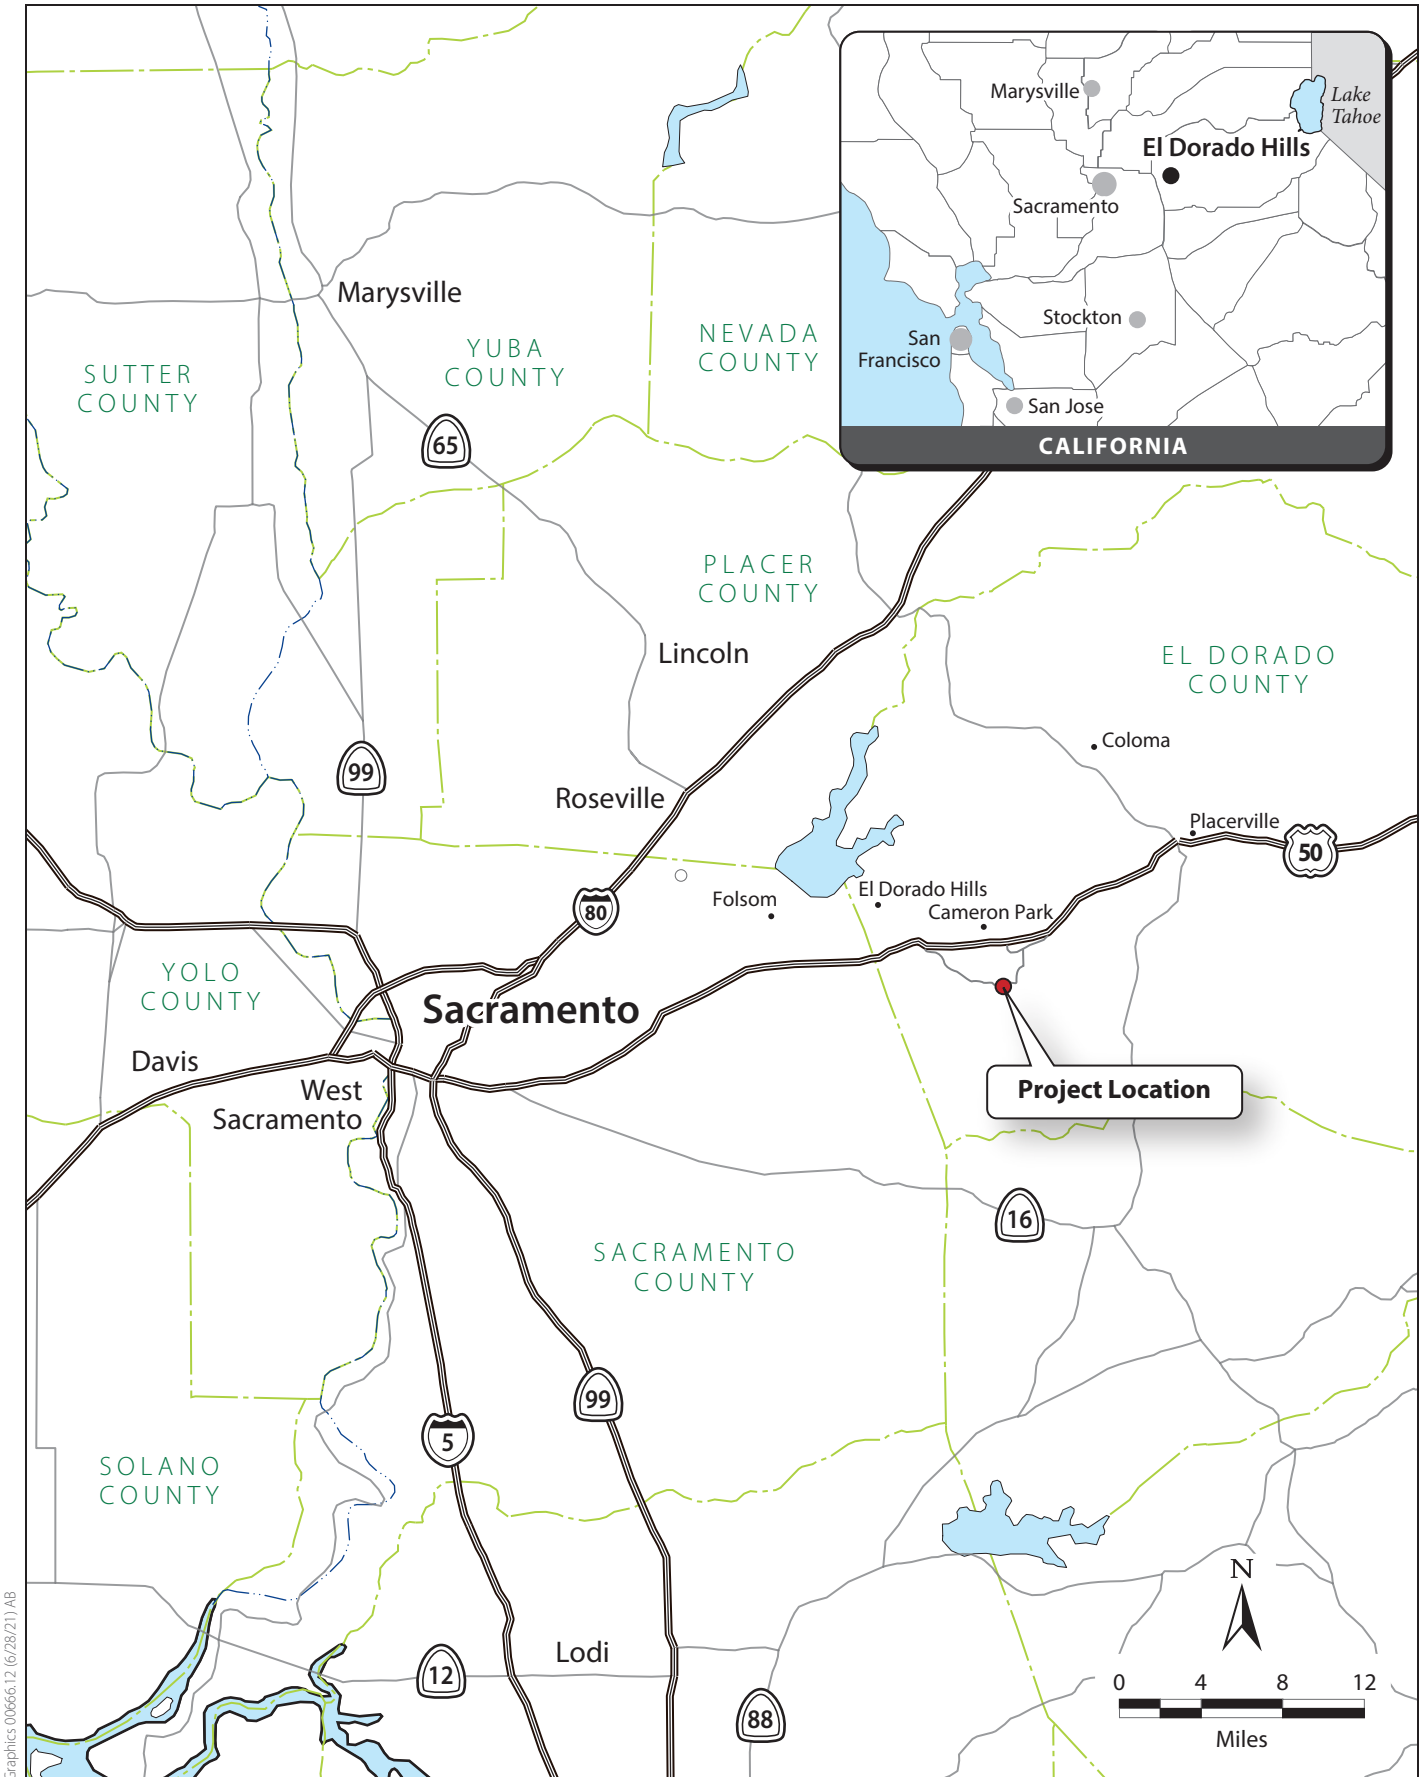 Marysville
Lake
Tahoe
El Dorado Hills
Sacramento
Stockton
San
Francisco
San Jose
CALIFORNIA
Marysville
YUBA
COUNTY
NEVADA
COUNTY
SUTTER
COUNTY
65
PLACER
COUNTY
Lincoln
EL DORADO
COUNTY
Coloma
99
Roseville
Placerville
50
El Dorado Hills
Folsom
Cameron Park
80
YOLO
COUNTY
Sacramento
Davis
West
Sacramento
Project Location
16
SACRAMENTO
COUNTY
99
5
SOLANO
COUNTY
N
Lodi
12
88
0 4 8 12
Miles
Graphics 00666.12 (6/28/21) AB